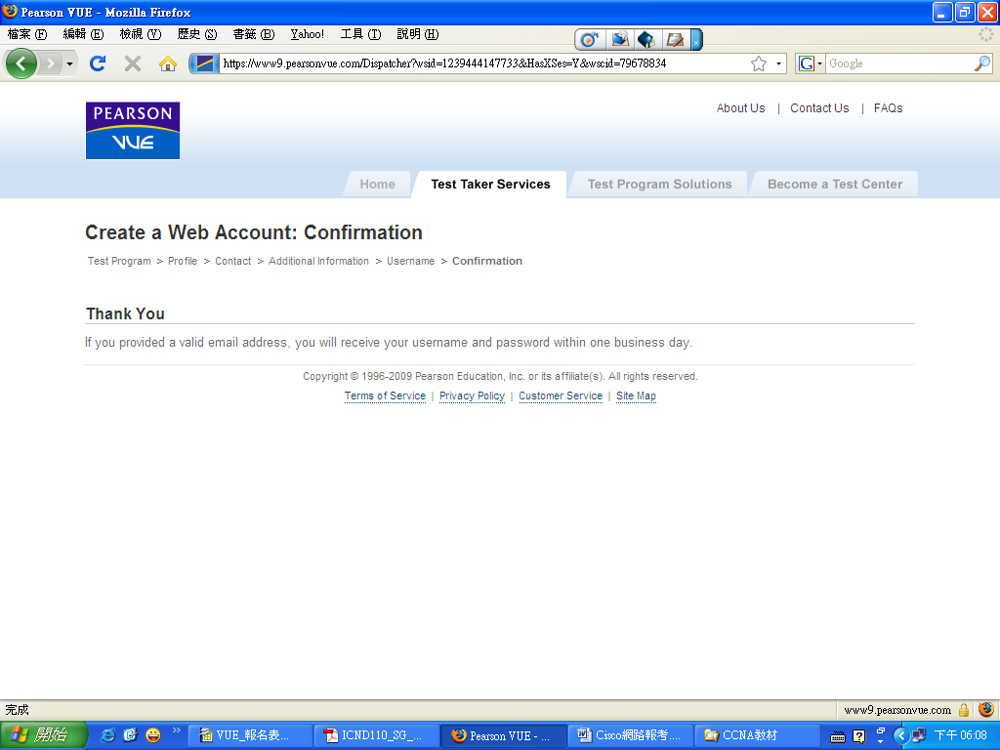 Pearson VUE - Mozilla Firefox
檔案 (F) 編輯 (E) 檢視 (V) 歷史 (S) 書籤 (B) Yahoo! 工具 (T) 說明 (H)
https://www9.pearsonvue.com/Dispatcher?wsid=1239444147733&HasXSes=Y&wscid=79678834
G Google
PEARSON
VUE
About Us | Contact Us | FAQs
Home Test Taker Services Test Program Solutions Become a Test Center
Create a Web Account: Confirmation
Test Program > Profile > Contact > Additional Information > Username > Confirmation
Thank You
If you provided a valid email address, you will receive your username and password within one business day.
Copyright © 1996-2009 Pearson Education, Inc. or its affiliate(s). All rights reserved.
Terms of Service | Privacy Policy | Customer Service | Site Map
完成 www9.pearsonvue.com
開始 VUE_報名表... ICND110_SG_... Pearson VUE - ... Cisco網路報考.... CCNA教材 下午 06:08